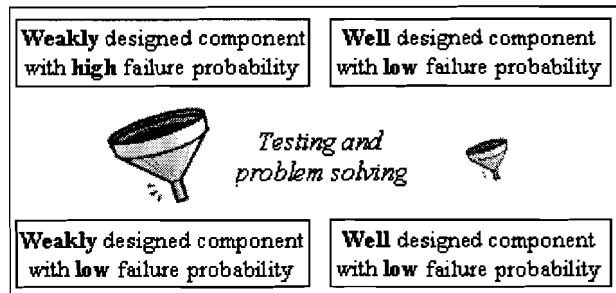 Weakly designed component
with high failure probability
Well designed component
with low failure probability
Testing and
problem solving
Weakly designed component
with low failure probability
Well designed component
with low failure probability